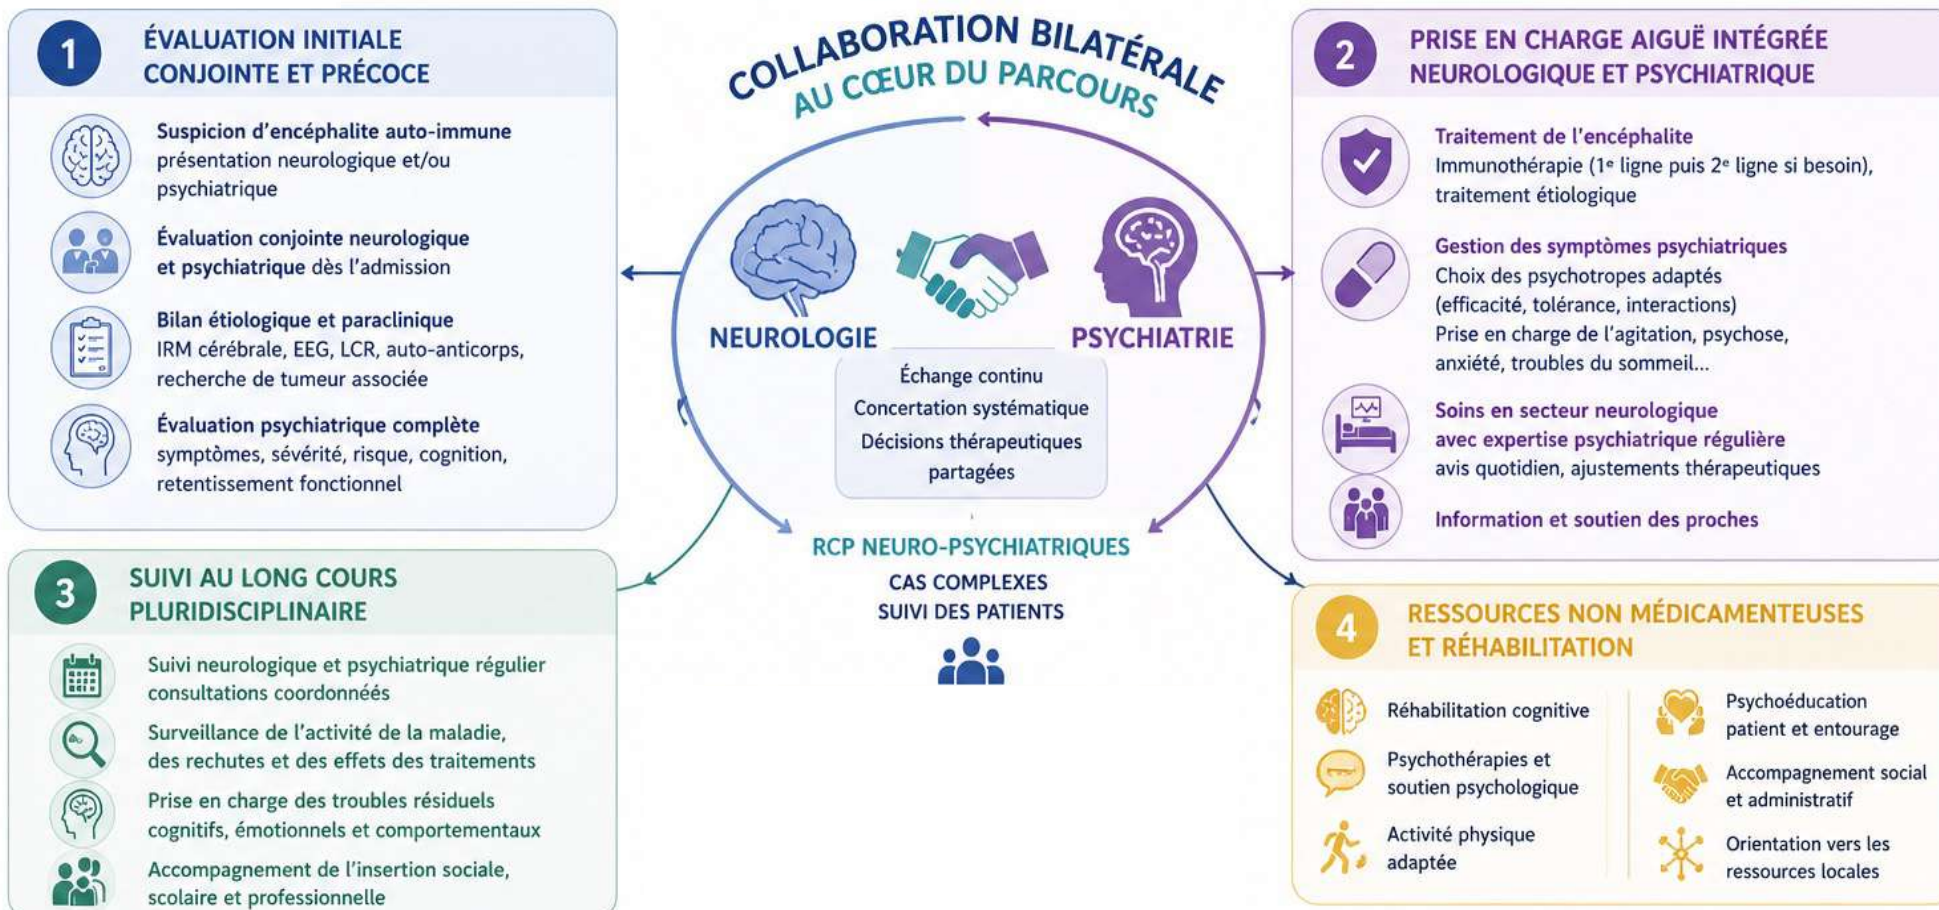 1
ÉVALUATION INITIALE
CONJOINTE ET PRÉCOCE
Suspicion d'encéphalite auto-immune
présentation neurologique et/ou
psychiatrique
Évaluation conjointe neurologique
et psychiatrique dès l'admission
Bilan étiologique et paraclinique
IRM cérébrale, EEG, LCR, auto-anticorps,
recherche de tumeur associée
Évaluation psychiatrique complète
symptômes, sévérité, risque, cognition,
retentissement fonctionnel
COLLABORATION BILATÉRALE
AU CŒUR DU PARCOURS
NEUROLOGIE
PSYCHIATRIE
Échange continu
Concertation systématique
Décisions thérapeutiques
partagées
RCP NEURO-PSYCHIATRIQUES
CAS COMPLEXES
SUIVI DES PATIENTS
2
PRISE EN CHARGE AIGUË INTÉGRÉE
NEUROLOGIQUE ET PSYCHIATRIQUE
Traitement de l'encéphalite
Immunothérapie (1e ligne puis 2e ligne si besoin),
traitement étiologique
Gestion des symptômes psychiatriques
Choix des psychotropes adaptés
(efficacité, tolérance, interactions)
Prise en charge de l'agitation, psychose,
anxiété, troubles du sommeil...
Soins en secteur neurologique
avec expertise psychiatrique régulière
avis quotidien, ajustements thérapeutiques
Information et soutien des proches
3
SUIVI AU LONG COURS
PLURIDISCIPLINAIRE
Suivi neurologique et psychiatrique régulier
consultations coordonnéés
Surveillance de l'activité de la maladie,
des rechutes et des effets des traitements
Prise en charge des troubles résiduels
cognitifs, émotionnels et comportementaux
Accompagnement de l'insertion sociale,
scolaire et professionnelle
4
RESSOURCES NON MÉDICAMENTEUSES
ET RÉHABILITATION
Réhabilitation cognitive
Psychothérapies et
soutien psychologique
Activité physique
adaptée
Psychoéducation
patient et entourage
Accompagnement social
et administratif
Orientation vers les
ressources locales